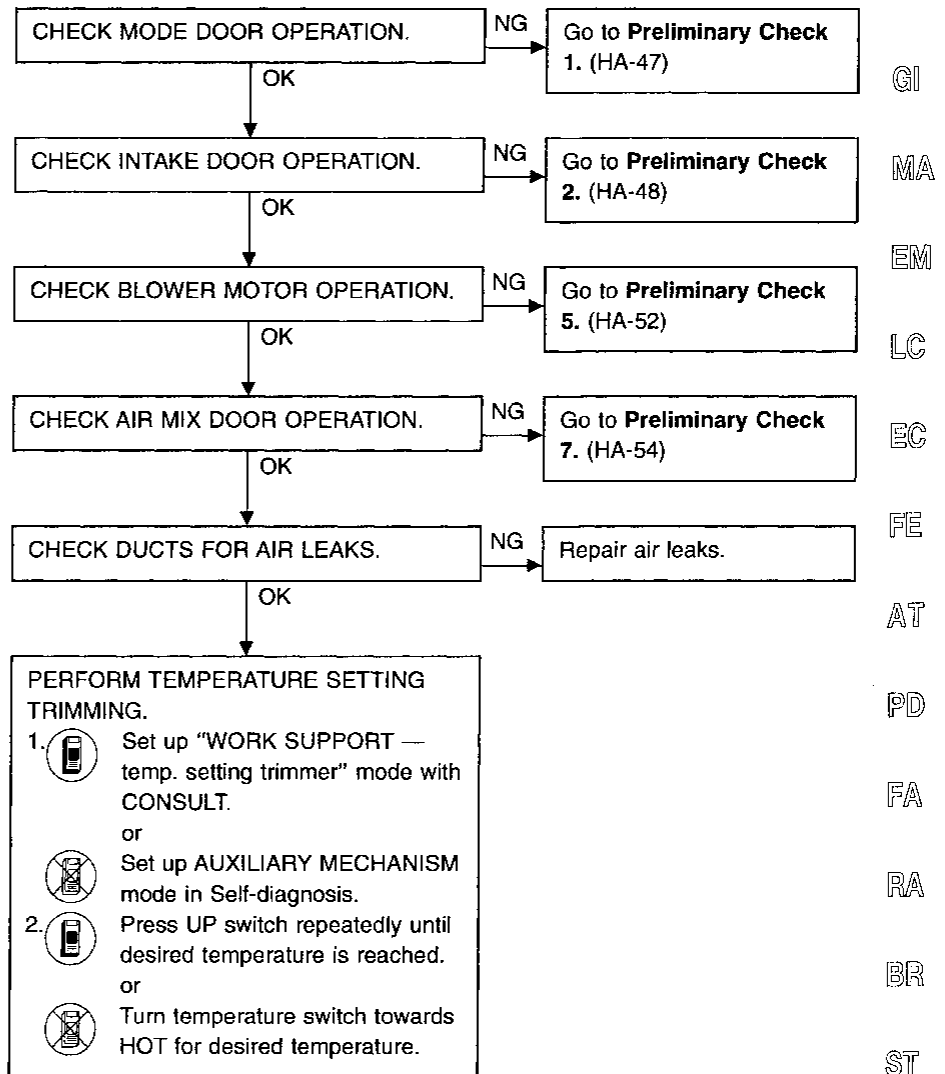 CHECK MODE DOOR OPERATION.
NG
Go to Preliminary Check
1. (HA-47)
OK
GI
CHECK INTAKE DOOR OPERATION.
NG
Go to Preliminary Check
2. (HA-48)
MA
OK
EM
CHECK BLOWER MOTOR OPERATION.
NG
Go to Preliminary Check
5. (HA-52)
OK
LC
CHECK AIR MIX DOOR OPERATION.
NG
Go to Preliminary Check
7. (HA-54)
EC
OK
FE
CHECK DUCTS FOR AIR LEAKS.
NG
Repair air leaks.
OK
AT
PERFORM TEMPERATURE SETTING
TRIMMING.
PD
1. Set up "WORK SUPPORT —
temp. setting trimmer" mode with
CONSULT.
FA
or
Set up AUXILIARY MECHANISM
mode in Self-diagnosis.
RA
2. Press UP switch repeatedly until
desired temperature is reached.
BR
or
Turn temperature switch towards
HOT for desired temperature.
ST